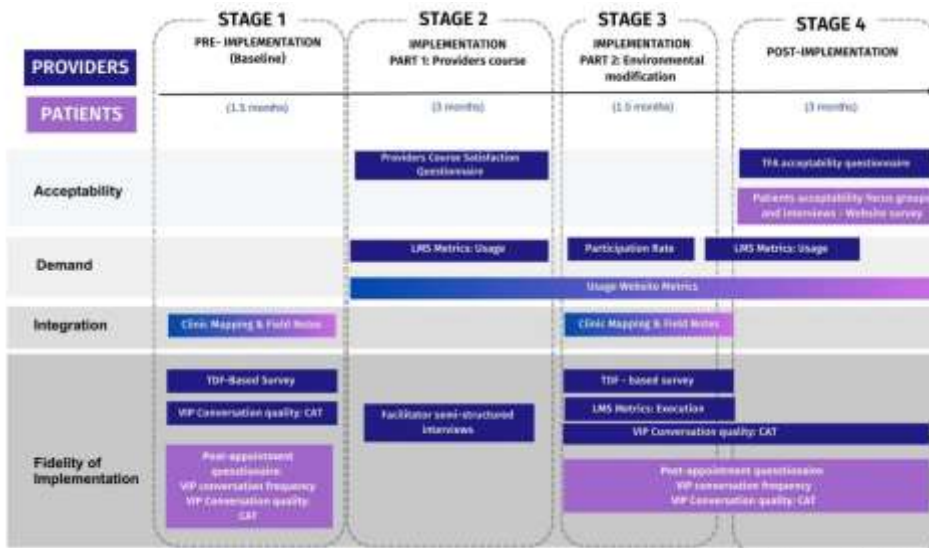 STAGE 1
STAGE 2
STAGE 3
STAGE 4
PRE- IMPLEMENTATION
(Baseline)
IMPLEMENTATION
PART 1: Providers course
IMPLEMENTATION
PART 2: Environmental
modification
POST-IMPLEMENTATION
PROVIDERS
PATIENTS
(1.5 months)
(3 months)
(1.5 months)
(3 months)
Acceptability
Providers Course Satisfaction
Questionnaire
TFA acceptability questionnaire
Patients acceptability focus groups
and interviews - Website survey
Demand
LMS Metrics: Usage
Participation Rate
LMS Metrics: Usage
Usage Website Metrics
Integration
Clinic Mapping & Field Notes
Clinic Mapping & Field Notes
Fidelity of
Implementation
TDF-Based Survey
VIP Conversation quality: CAT
Post-appointment
questionnaire:
VIP conversation frequency
VIP Conversation quality:
CAT
Facilitator semi-structured
interviews
TDF - based survey
LMS Metrics: Execution
VIP Conversation quality: CAT
Post-appointment questionnaire
VIP conversation frequency
VIP Conversation quality: CAT